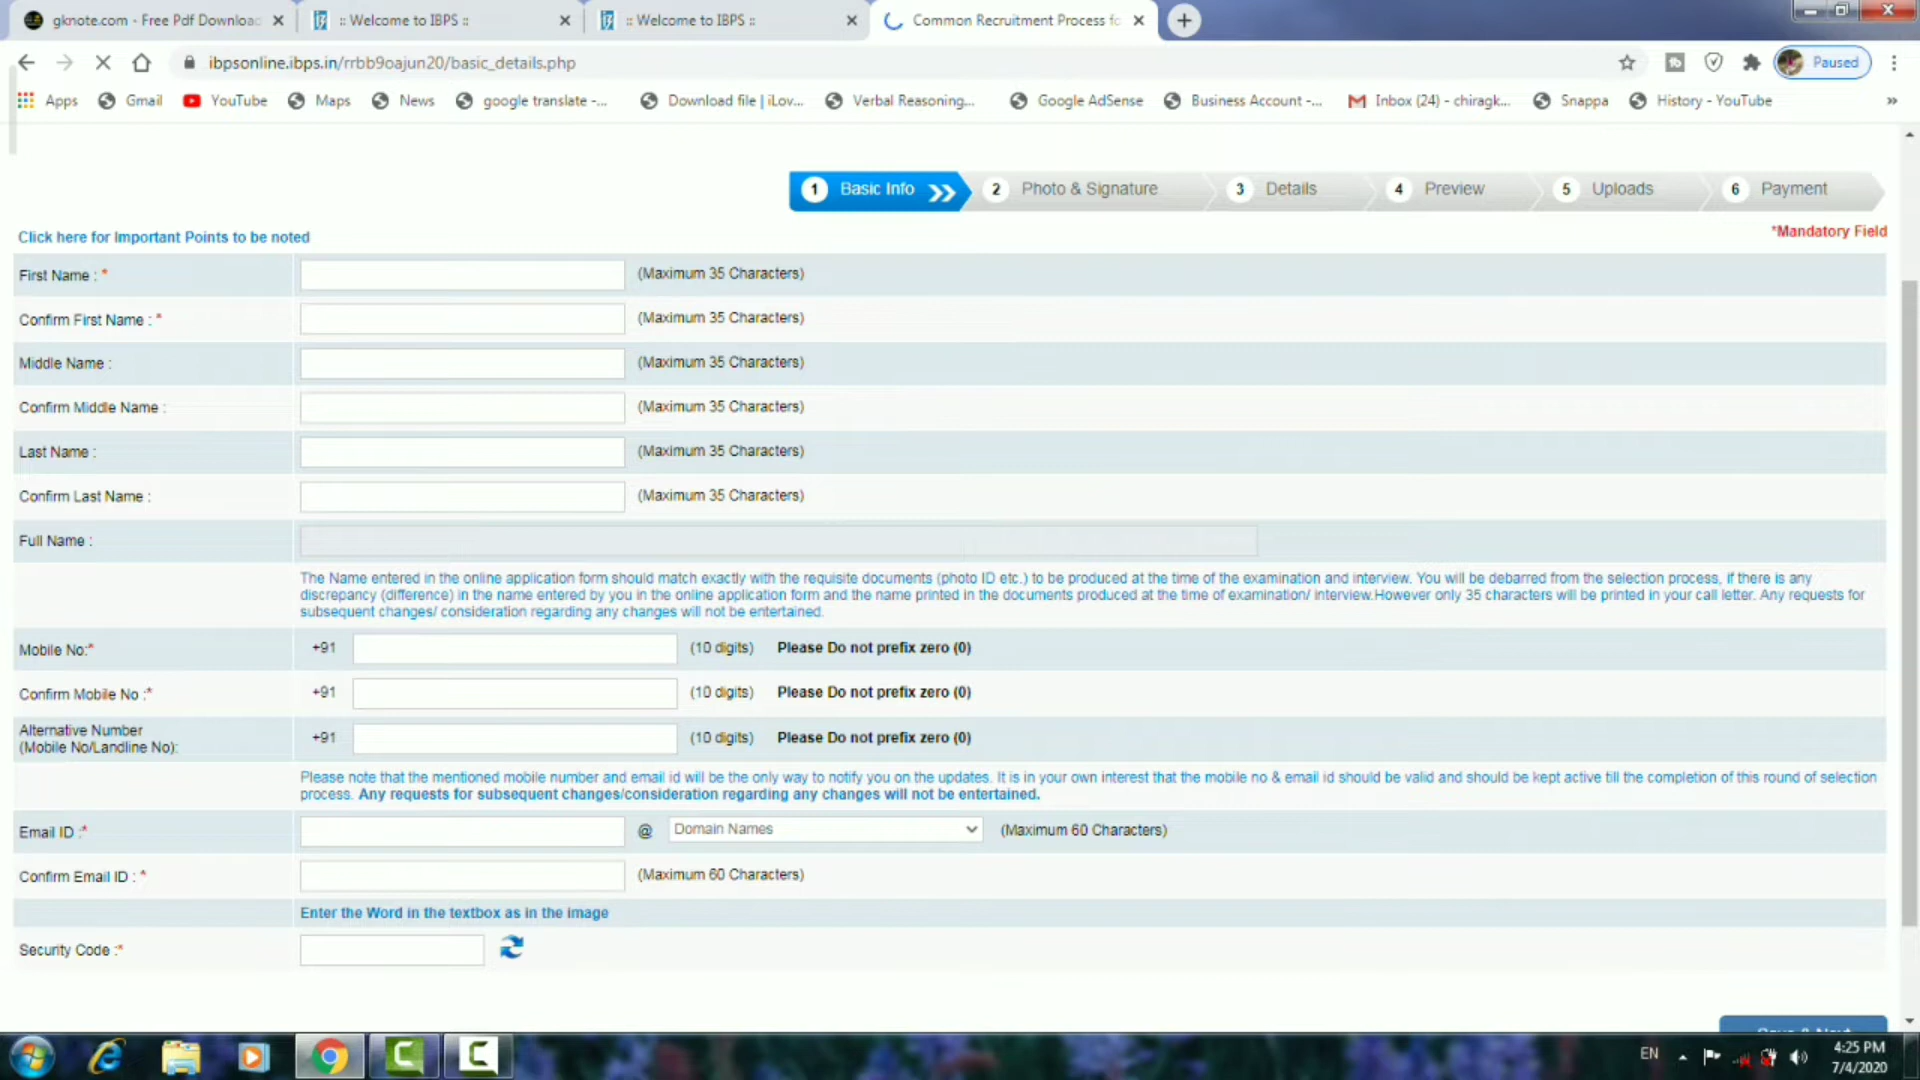 gknote.com - Free Pdf Download
:: Welcome to IBPS ::
:: Welcome to IBPS ::
Common Recruitment Process fo
ibpsonline.ibps.in/rrbb9oajun20/basic_details.php
Paused
Apps
Gmail
YouTube
Maps
News
google translate -...
Download file | iLov...
Verbal Reasoning...
Google AdSense
Business Account -...
Inbox (24) - chiragk...
Snappa
History - YouTube
»
1 Basic Info
2 Photo & Signature
3 Details
4 Preview
5 Uploads
6 Payment
Click here for Important Points to be noted
*Mandatory Field
First Name : * (Maximum 35 Characters)
Confirm First Name : * (Maximum 35 Characters)
Middle Name : (Maximum 35 Characters)
Confirm Middle Name : (Maximum 35 Characters)
Last Name : (Maximum 35 Characters)
Confirm Last Name : (Maximum 35 Characters)
Full Name :
The Name entered in the online application form should match exactly with the requisite documents (photo ID etc.) to be produced at the time of the examination and interview. You will be debarred from the selection process, if there is any
discrepancy (difference) in the name entered by you in the online application form and the name printed in the documents produced at the time of examination/ interview.However only 35 characters will be printed in your call letter. Any requests for
subsequent changes/ consideration regarding any changes will not be entertained.
Mobile No:* +91 (10 digits) Please Do not prefix zero (0)
Confirm Mobile No :* +91 (10 digits) Please Do not prefix zero (0)
Alternative Number
(Mobile No/Landline No): +91 (10 digits) Please Do not prefix zero (0)
Please note that the mentioned mobile number and email id will be the only way to notify you on the updates. It is in your own interest that the mobile no & email id should be valid and should be kept active till the completion of this round of selection
process. Any requests for subsequent changes/consideration regarding any changes will not be entertained.
Email ID :* @ Domain Names (Maximum 60 Characters)
Confirm Email ID : * (Maximum 60 Characters)
Enter the Word in the textbox as in the image
Security Code :*
Save & Next
EN
4:25 PM
7/4/2020